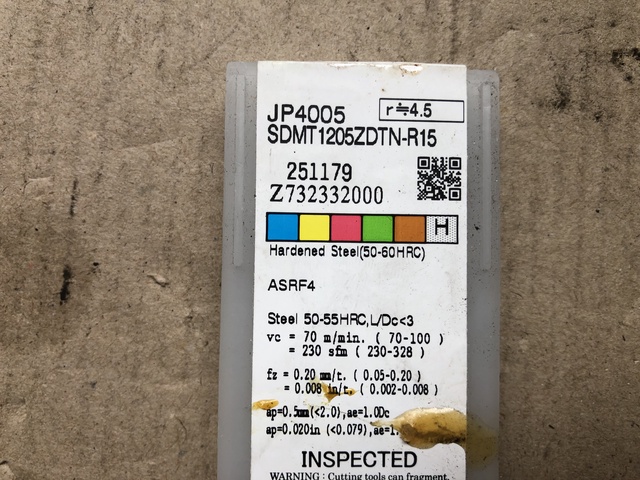 JP4005
r≒4.5
SDMT1205ZDTN-R15
251179
Z732332000
H
Hardened Steel(50-60HRC)
ASRF4
Steel 50-55HRC,L/Dc<3
vc = 70 m/min. ( 70-100 )
= 230 sfm ( 230-328 )
fz = 0.20 mm/t. ( 0.05-0.20 )
= 0.008 in/t. ( 0.002-0.008 )
ap=0.5mm(<2.0),ae=1.0Dc
ap=0.020in (<0.079),ae=1.
INSPECTED
WARNING : Cutting tools can fragment.